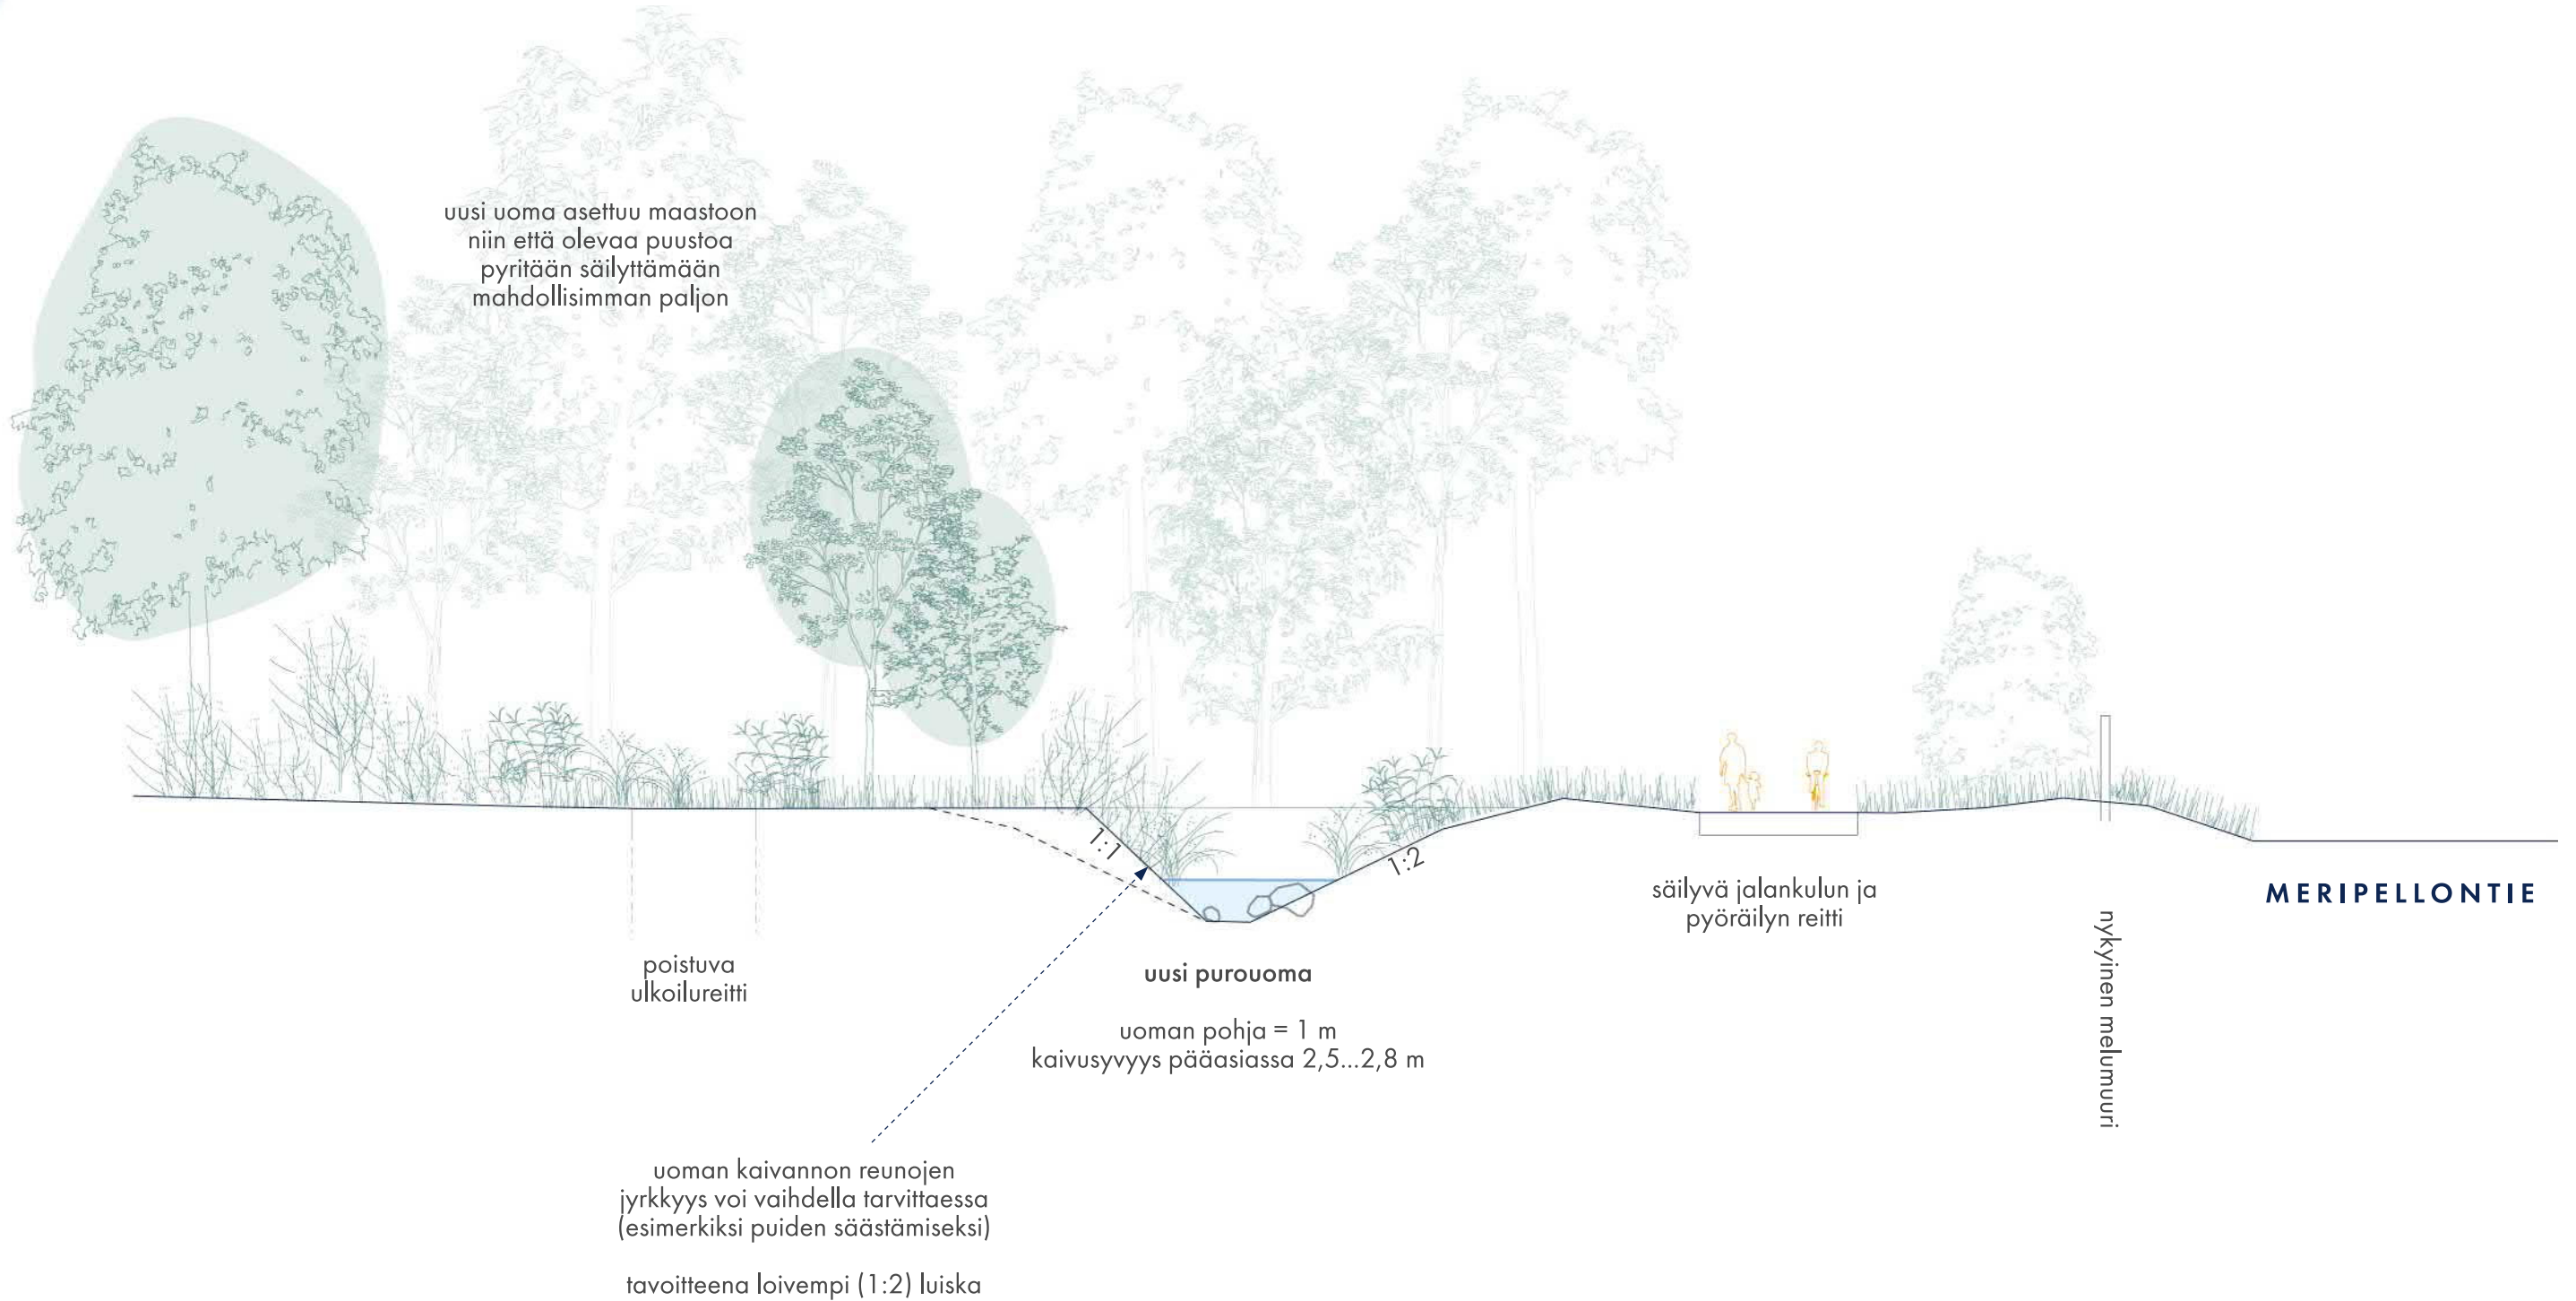 uusi uoma asettuu maastoon
niin että olevaa puustoa
pyritään säilyttämään
mahdollisimman paljon
1:1
1:2
säilyvä jalankulun ja
pyöräilyn reitti
MERIPELLONTIE
nykyinen melumuuri
poistuva
ulkoilureitti
uusi purouoma
uoman pohja = 1 m
kaivusyvyys pääasiassa 2,5...2,8 m
uoman kaivannon reunojen
jyrkkyys voi vaihdella tarvittaessa
(esimerkiksi puiden säästämiseksi)
tavoitteena loivempi (1:2) luiska